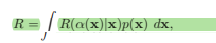 R = ∫ R(α(x)|x)p(x) dx,